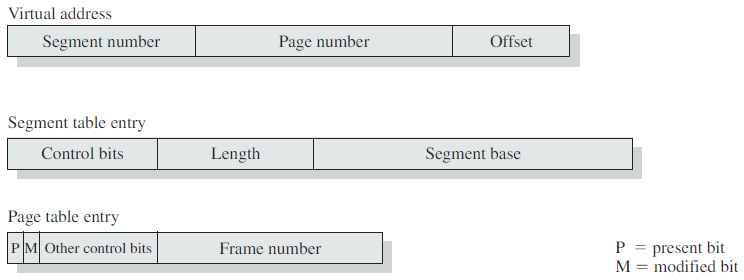 Virtual address
Segment number Page number Offset
Segment table entry
Control bits Length Segment base
Page table entry
P M Other control bits Frame number
P = present bit
M = modified bit